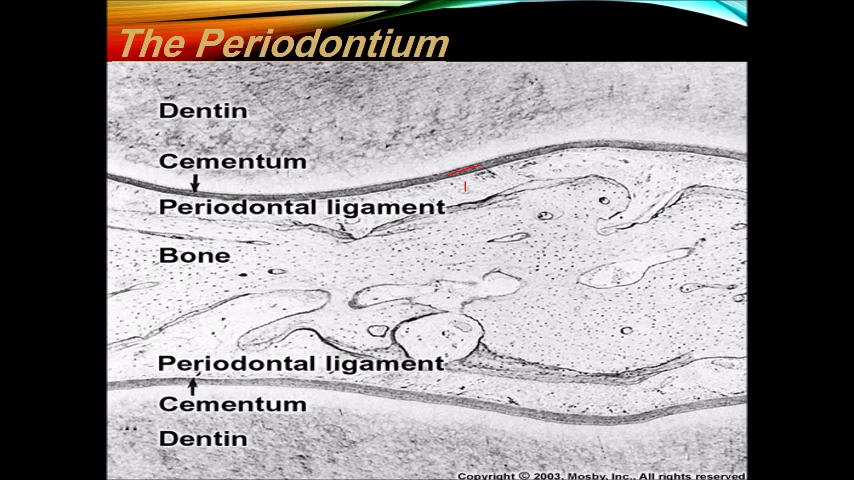 The Periodontium
Dentin
Cementum
Periodontal ligament
Bone
Periodontal ligament
Cementum
Dentin
Copyright © 2003, Mosby, Inc., All rights reserved